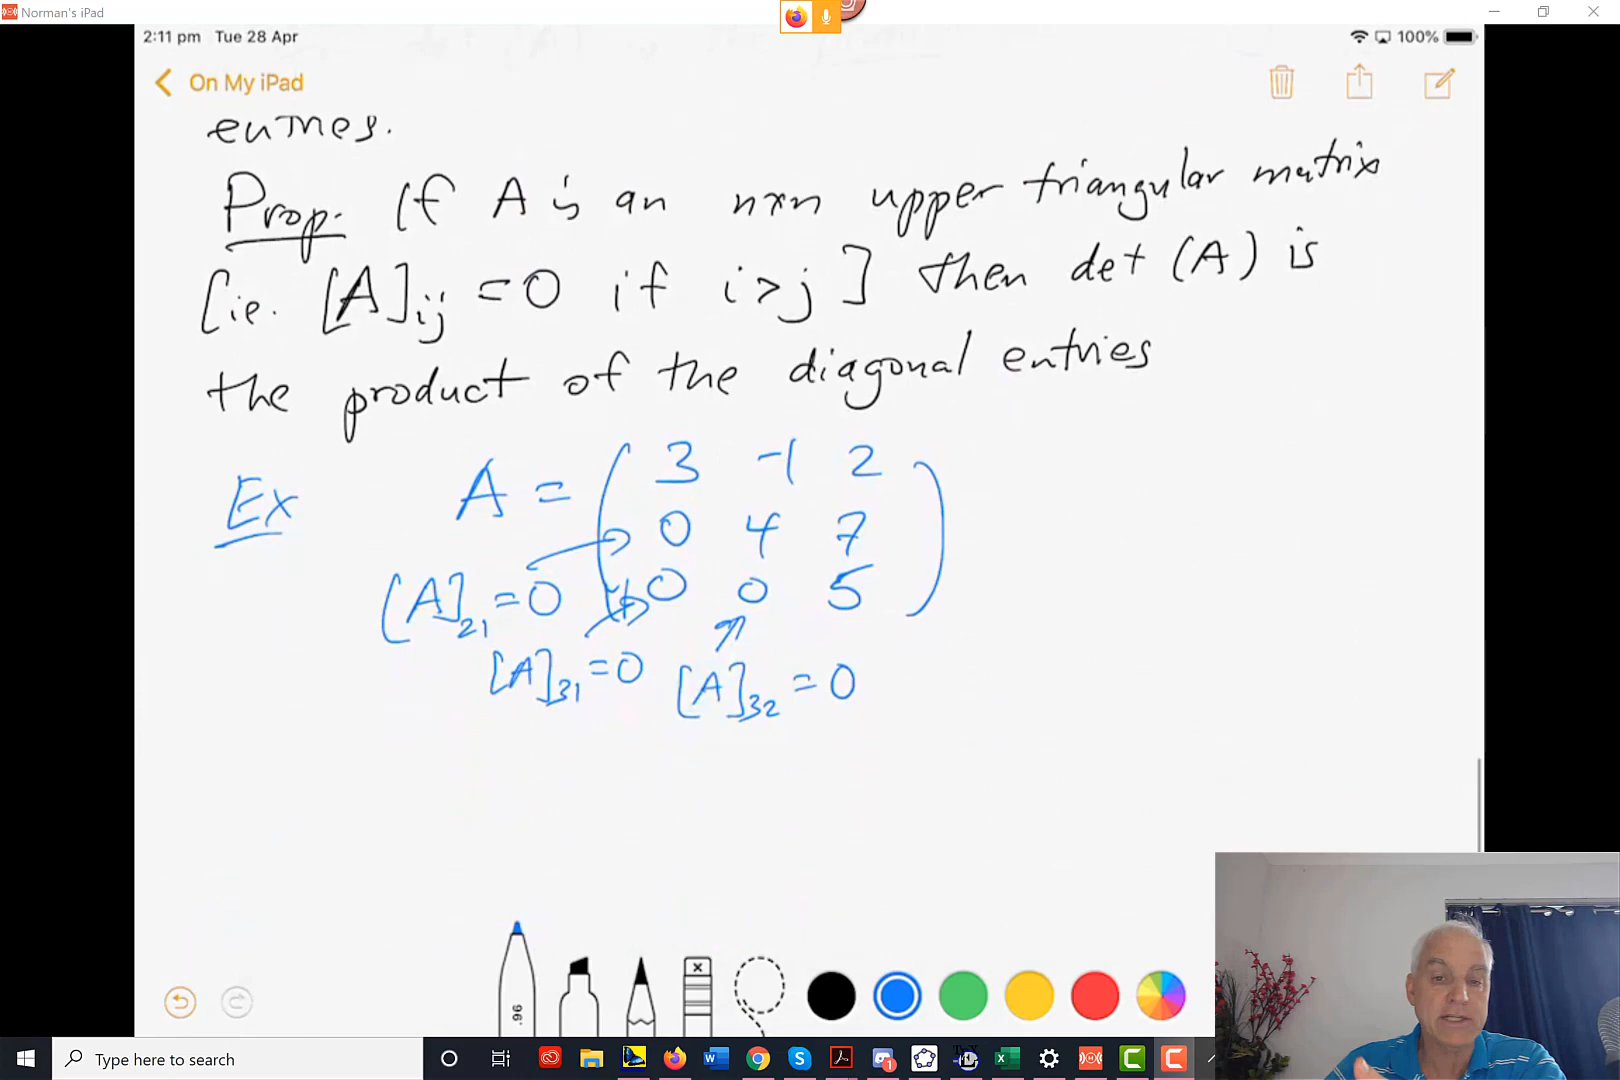 Norman's iPad
2:11 pm Tue 28 Apr
100%
On My iPad
entries.
Prop. If A is an n×n upper triangular matrix
[ie. [A]ij = 0 if i > j ] then det (A) is
the product of the diagonal entries
Ex A = ( 3 -1 2
0 4 7
0 0 5 )
[A]21 = 0
[A]31 = 0 [A]32 = 0
96
Type here to search